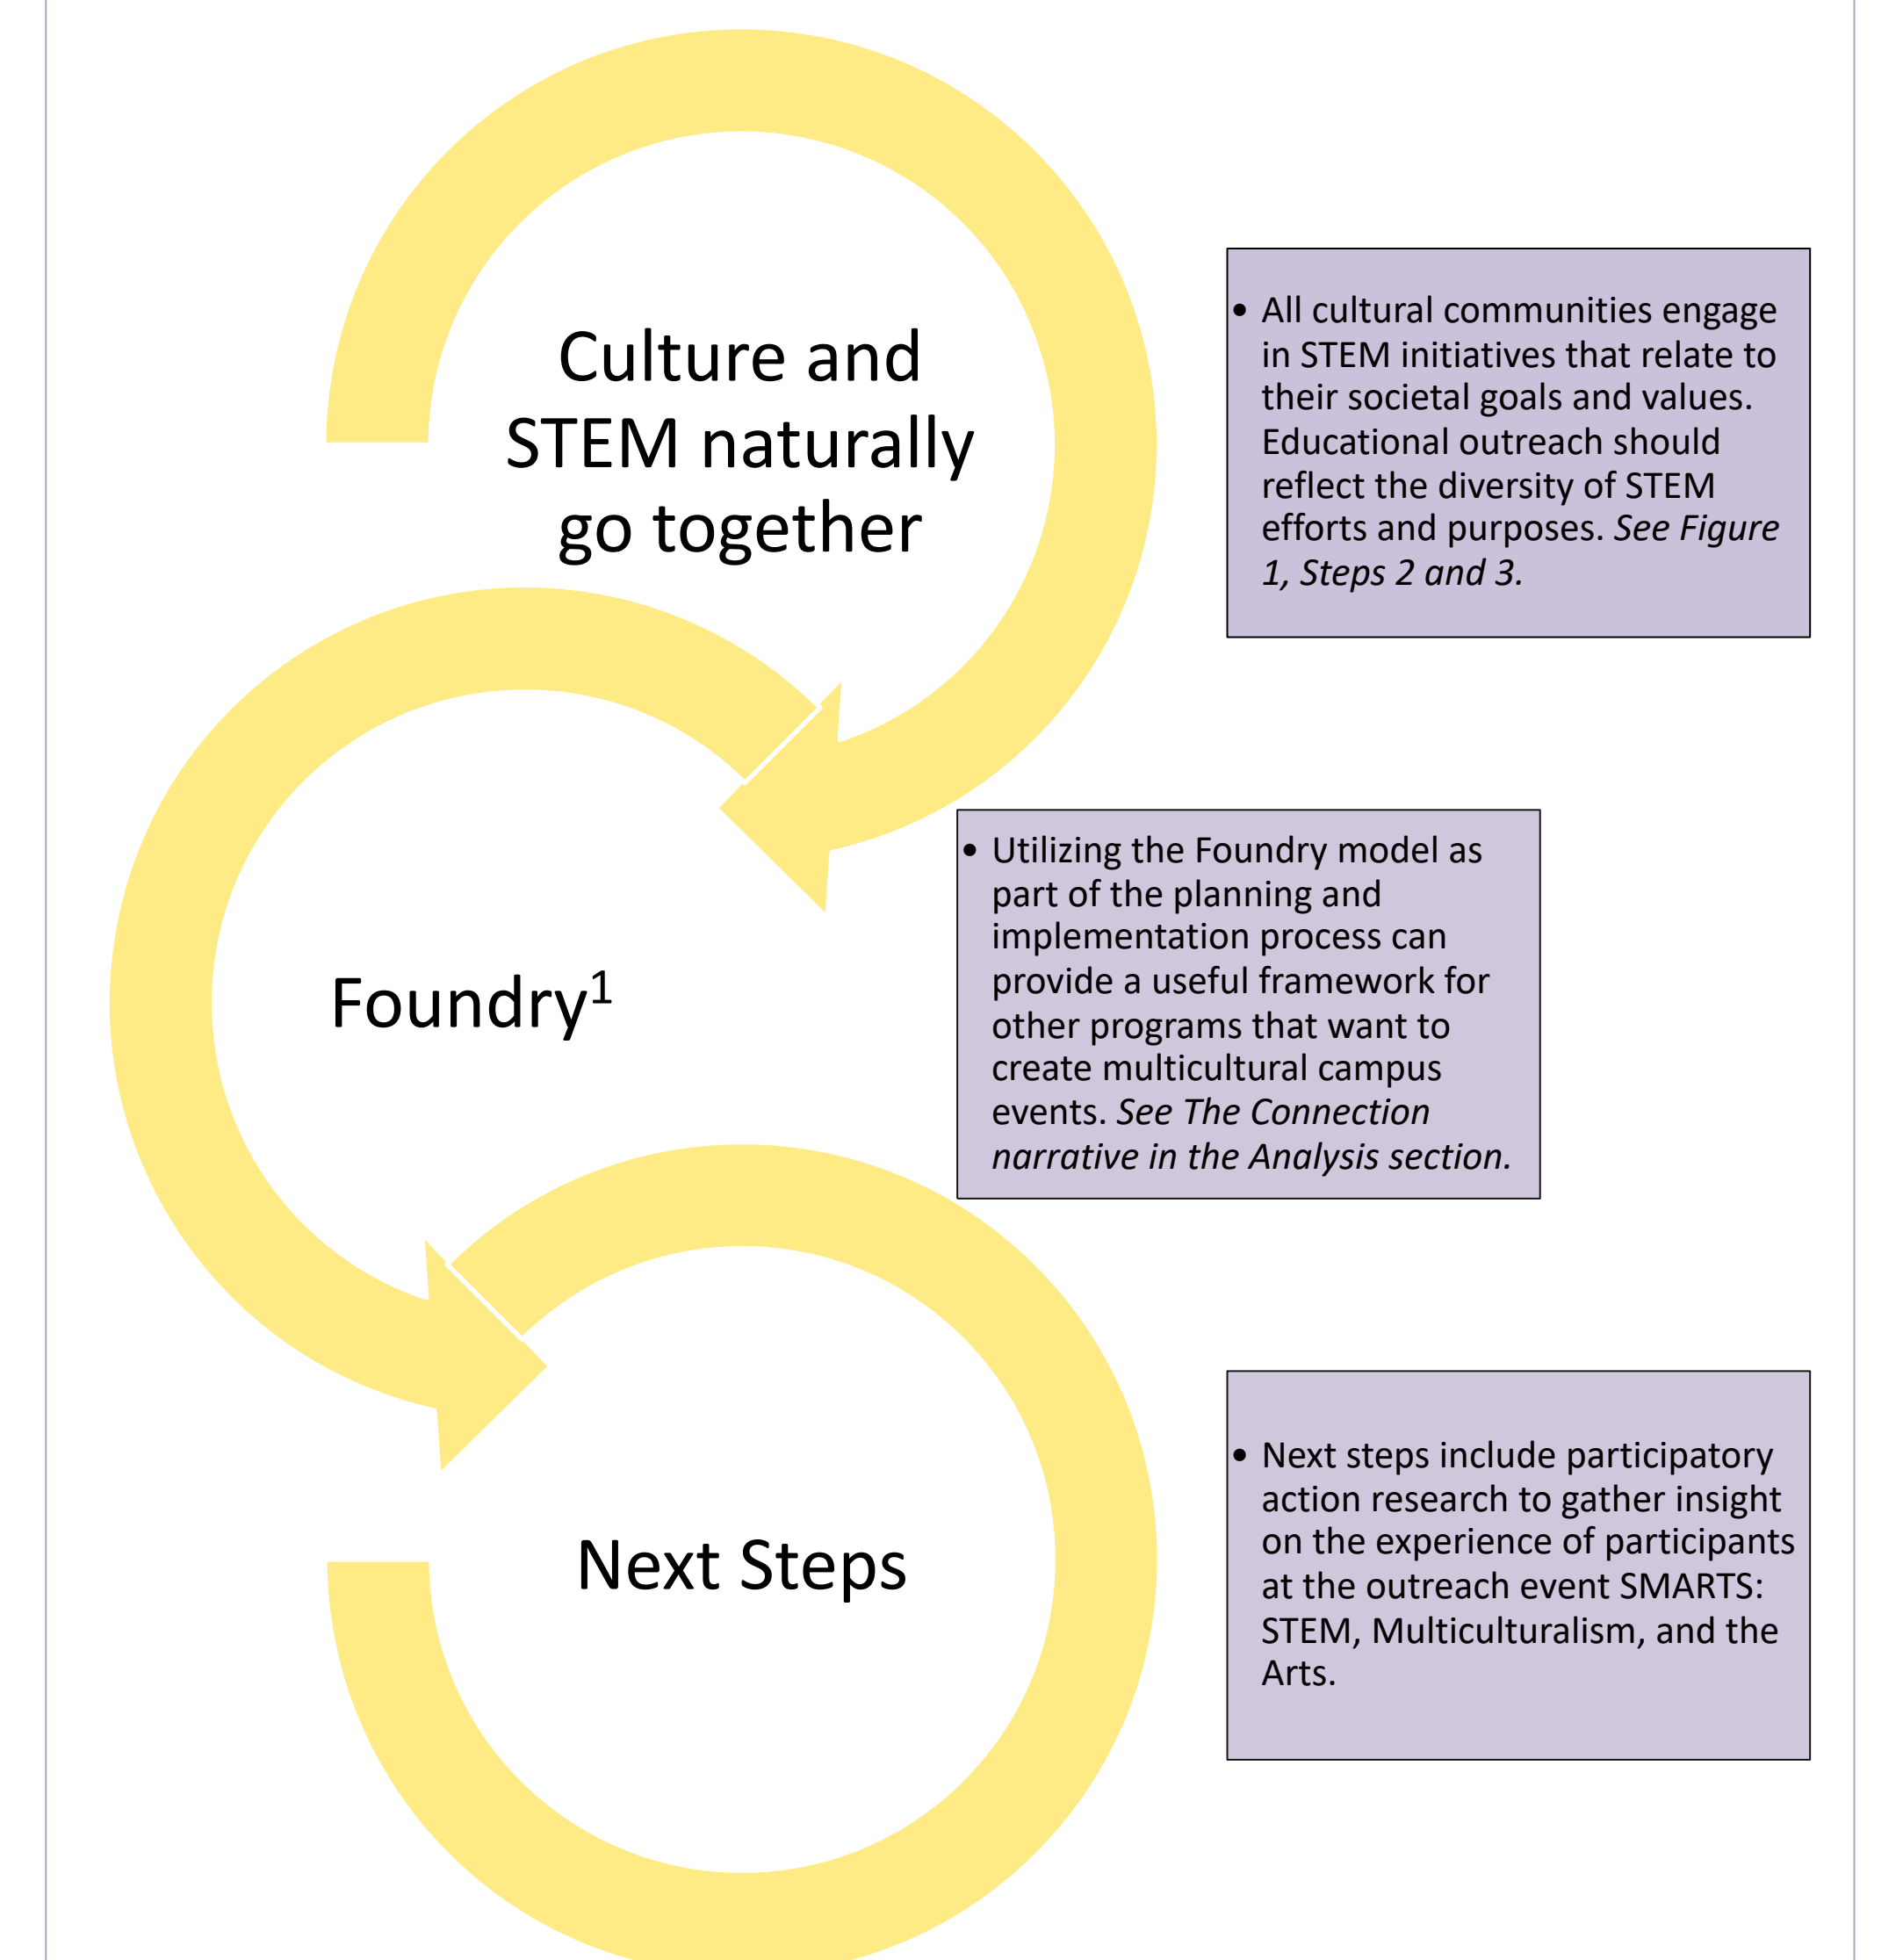 Culture and
STEM naturally
go together
• All cultural communities engage
in STEM initiatives that relate to
their societal goals and values.
Educational outreach should
reflect the diversity of STEM
efforts and purposes. See Figure
1, Steps 2 and 3.
Foundry¹
• Utilizing the Foundry model as
part of the planning and
implementation process can
provide a useful framework for
other programs that want to
create multicultural campus
events. See The Connection
narrative in the Analysis section.
Next Steps
• Next steps include participatory
action research to gather insight
on the experience of participants
at the outreach event SMARTS:
STEM, Multiculturalism, and the
Arts.